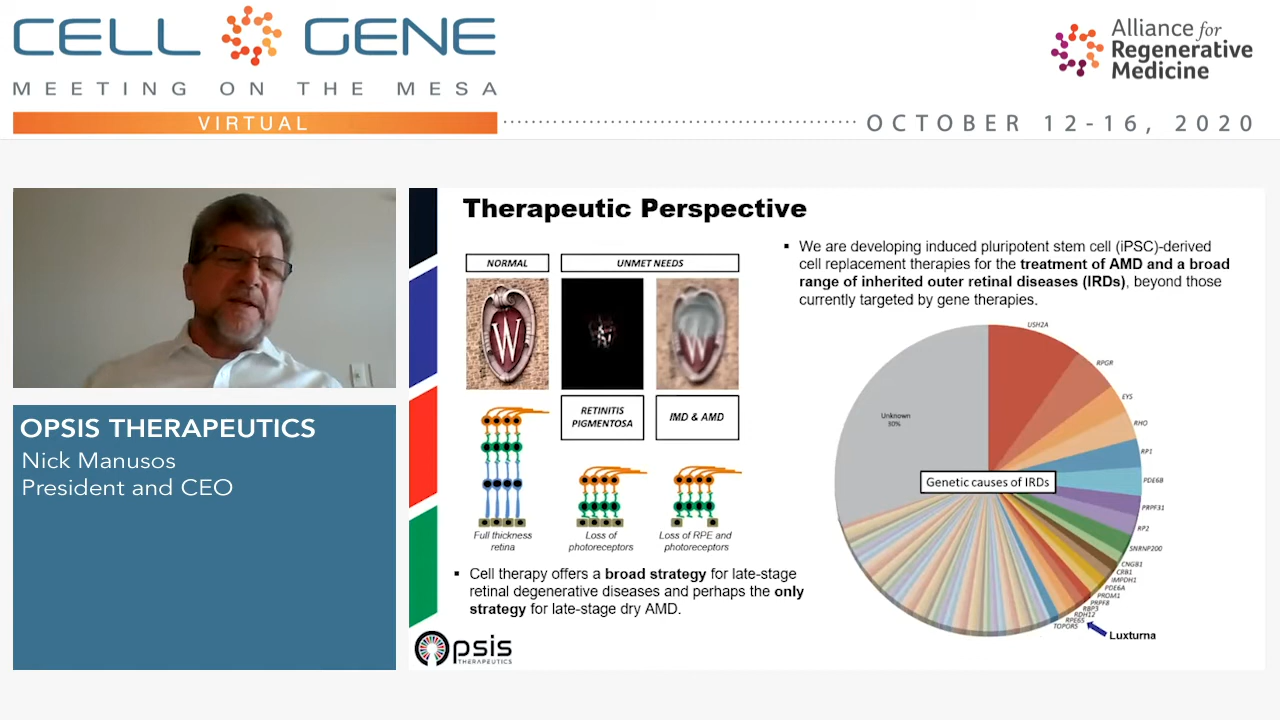 CELL GENE
MEETING ON THE MESA
VIRTUAL
Alliance for
Regenerative
Medicine
OCTOBER 12-16, 2020
OPSIS THERAPEUTICS
Nick Manusos
President and CEO
Therapeutic Perspective
NORMAL
UNMET NEEDS
W
W
RETINITIS
PIGMENTOSA
IMD & AMD
Full thickness
retina
Loss of
photoreceptors
Loss of RPE and
photoreceptors
▪ Cell therapy offers a broad strategy for late-stage
retinal degenerative diseases and perhaps the only
strategy for late-stage dry AMD.
Opsis
THERAPEUTICS
▪ We are developing induced pluripotent stem cell (iPSC)-derived
cell replacement therapies for the treatment of AMD and a broad
range of inherited outer retinal diseases (IRDs), beyond those
currently targeted by gene therapies.
USH2A
RPGR
EYS
RHO
RP1
PDE6B
PRPF31
RP2
SNRNP200
CNGB1
CRB1
IMPDH1
PDE6A
PRDM1
PRPF8
RBP3
RDH12
RPE65
TOPORS
Unknown
30%
Genetic causes of IRDs
Luxturna